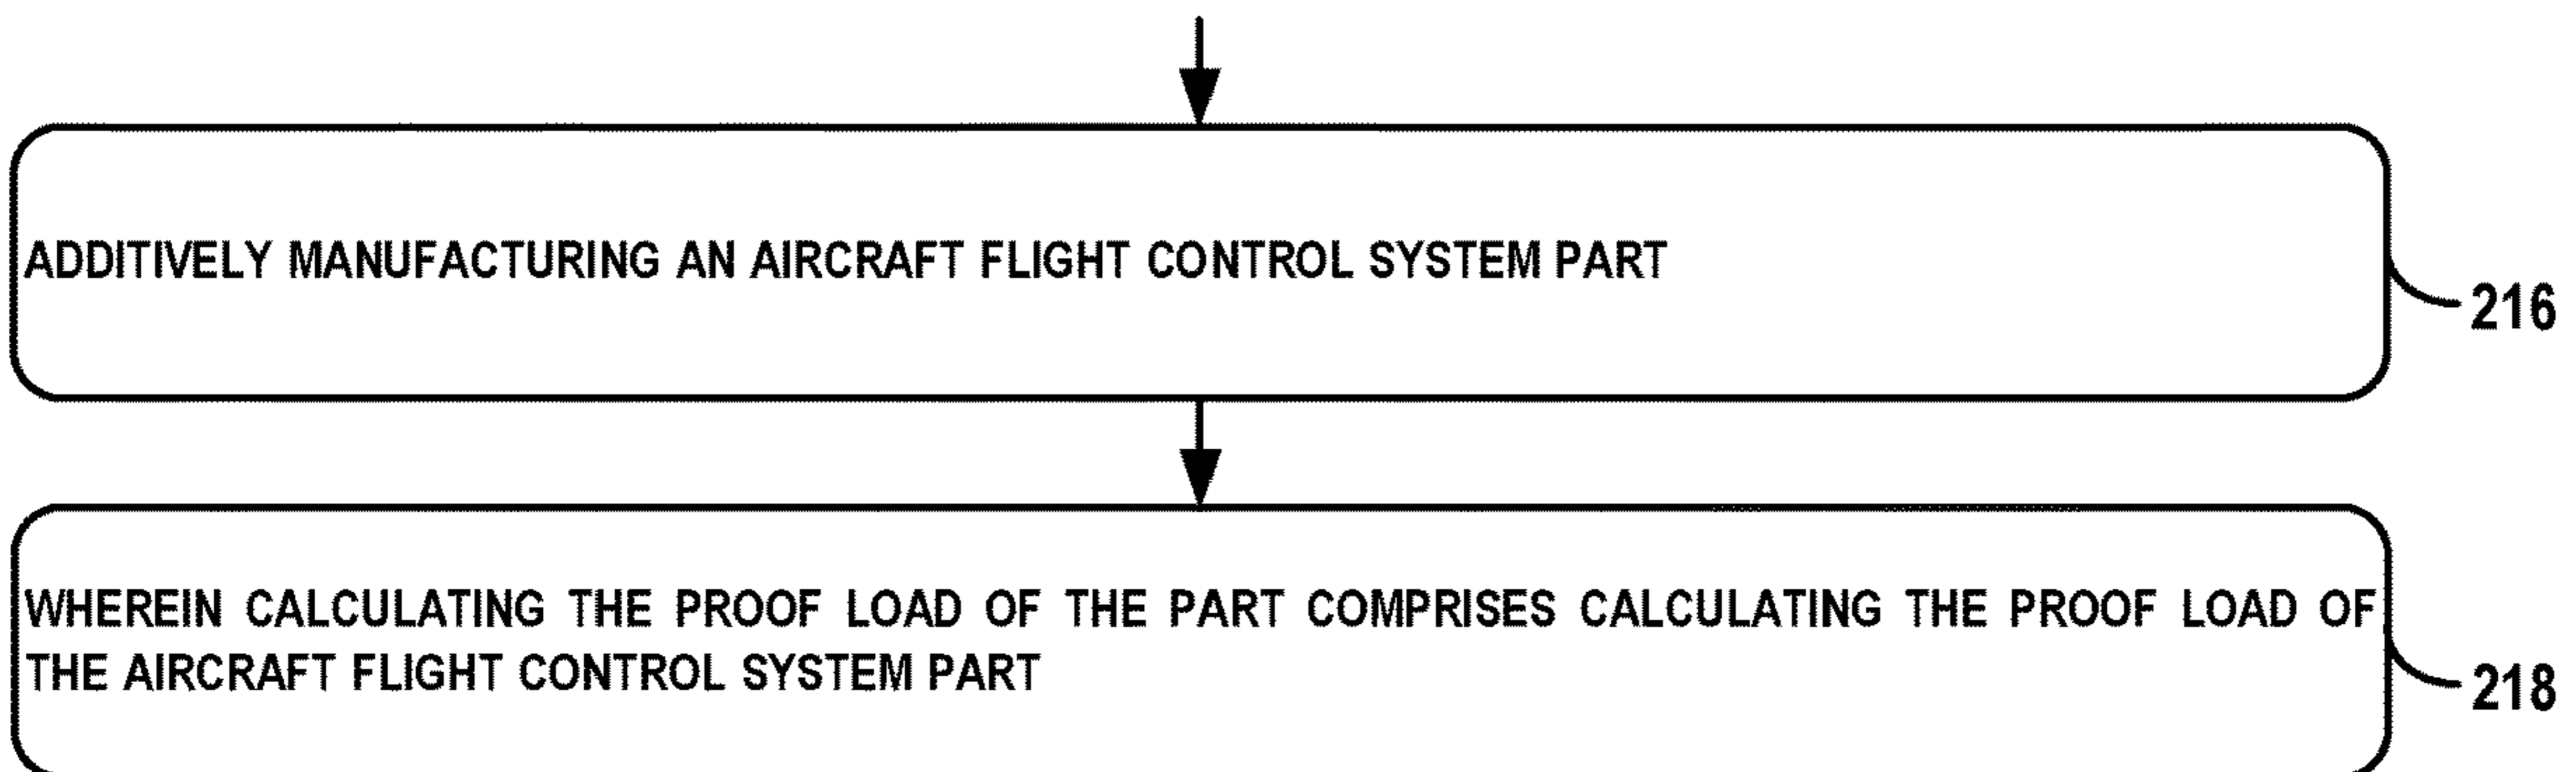 ADDITIVELY MANUFACTURING AN AIRCRAFT FLIGHT CONTROL SYSTEM PART
216
WHEREIN CALCULATING THE PROOF LOAD OF THE PART COMPRISES CALCULATING THE PROOF LOAD OF
THE AIRCRAFT FLIGHT CONTROL SYSTEM PART
218